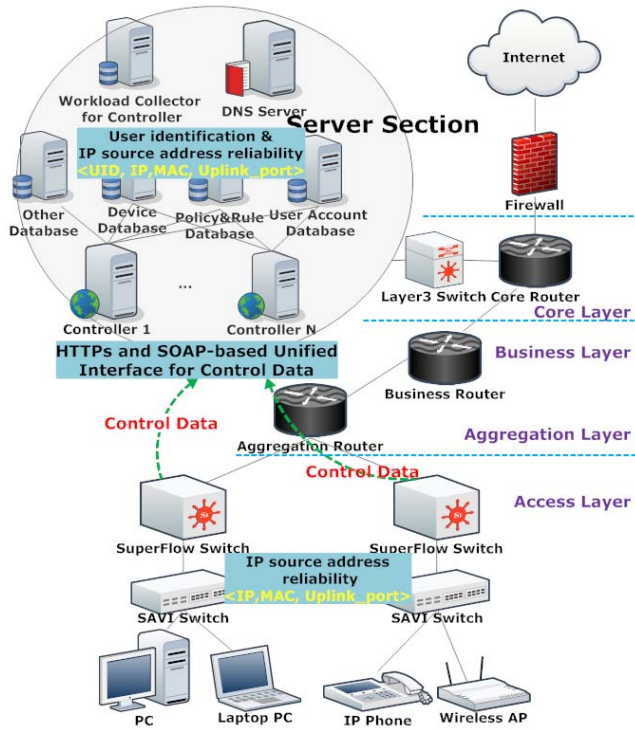 Internet
Workload Collector
for Controller
DNS Server
Server Section
User identification &
IP source address reliability
<UID, IP,MAC, Uplink_port>
Firewall
Other
Database
Device
Database
Policy&Rule
Database
User Account
Database
...
Controller 1
Controller N
Layer3 Switch
Core Router
Core Layer
HTTPs and SOAP-based Unified
Interface for Control Data
Business Layer
Business Router
Control Data
Aggregation Router
Aggregation Layer
Control Data
Access Layer
SI
SI
SuperFlow Switch
SuperFlow Switch
IP source address
reliability
<IP,MAC, Uplink_port>
SAVI Switch
SAVI Switch
PC
Laptop PC
IP Phone
Wireless AP